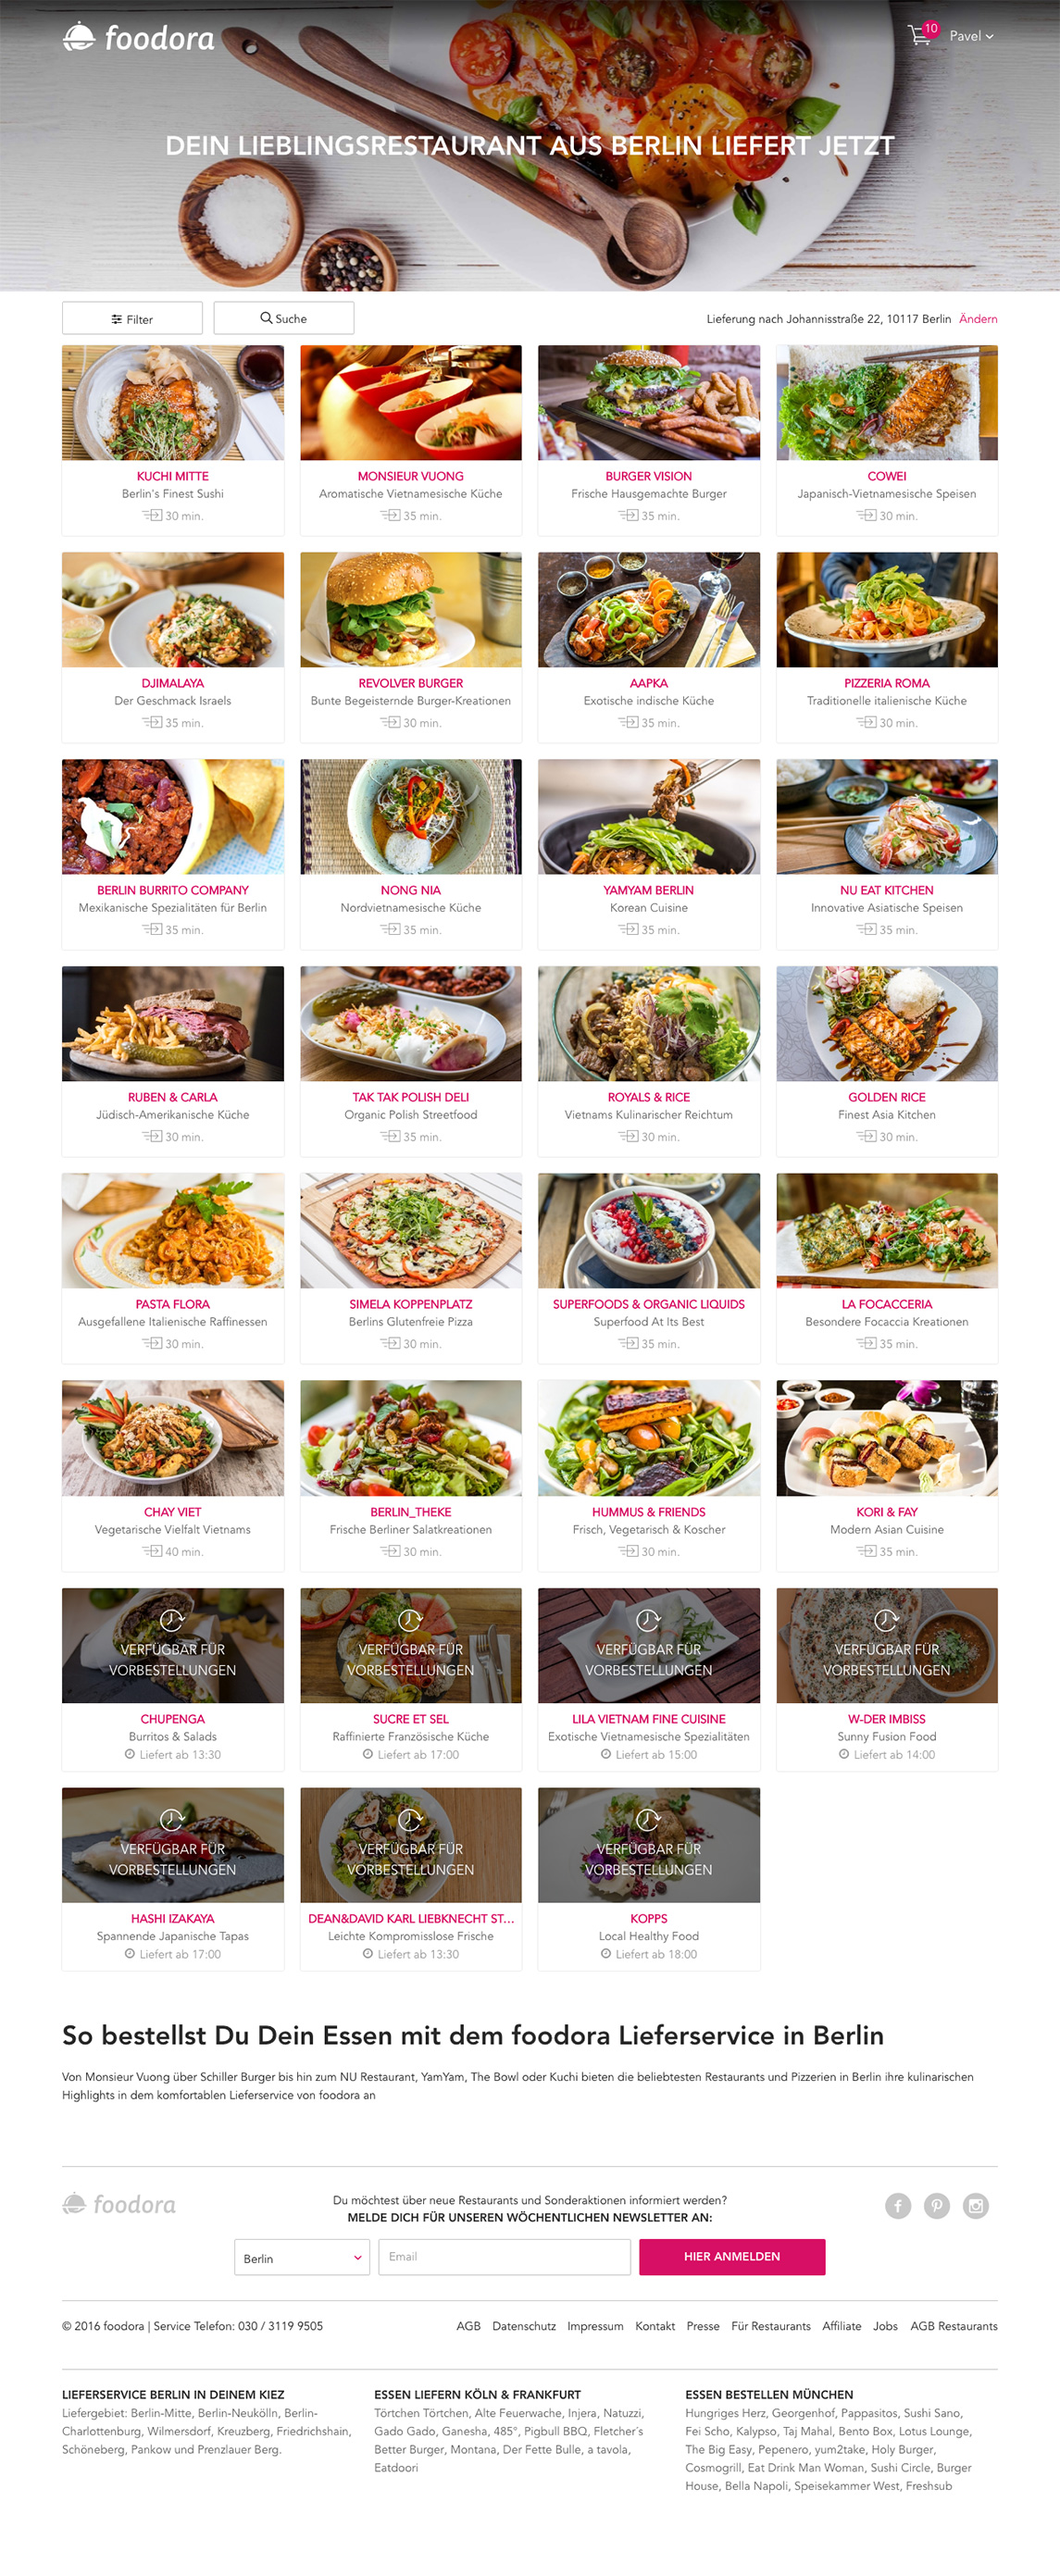 foodora
10
Pavel
DEIN LIEBLINGSRESTAURANT AUS BERLIN LIEFERT JETZT
Filter
Suche
Lieferung nach Johannisstraße 22, 10117 Berlin Ändern
KUCHI MITTE
Berlin's Finest Sushi
30 min.
MONSIEUR VUONG
Aromatische Vietnamesische Küche
35 min.
BURGER VISION
Frische Hausgemachte Burger
35 min.
COWEI
Japanisch-Vietnamesische Speisen
30 min.
DJIMALAYA
Der Geschmack Israels
35 min.
REVOLVER BURGER
Bunte Begeisternde Burger-Kreationen
30 min.
AAPKA
Exotische indische Küche
35 min.
PIZZERIA ROMA
Traditionelle italienische Küche
30 min.
BERLIN BURRITO COMPANY
Mexikanische Spezialitäten für Berlin
35 min.
NONG NIA
Nordvietnamesische Küche
35 min.
YAMYAM BERLIN
Korean Cuisine
35 min.
NU EAT KITCHEN
Innovative Asiatische Speisen
35 min.
RUBEN & CARLA
Jüdisch-Amerikanische Küche
30 min.
TAK TAK POLISH DELI
Organic Polish Streetfood
35 min.
ROYALS & RICE
Vietnams Kulinarischer Reichtum
30 min.
GOLDEN RICE
Finest Asia Kitchen
30 min.
PASTA FLORA
Ausgefallene Italienische Raffinessen
30 min.
SIMELA KOPPENPLATZ
Berlins Glutenfreie Pizza
30 min.
SUPERFOODS & ORGANIC LIQUIDS
Superfood At Its Best
35 min.
LA FOCACCERIA
Besondere Focaccia Kreationen
35 min.
CHAY VIET
Vegetarische Vielfalt Vietnams
40 min.
BERLIN_THEKE
Frische Berliner Salatkreationen
30 min.
HUMMUS & FRIENDS
Frisch, Vegetarisch & Koscher
30 min.
KORI & FAY
Modern Asian Cuisine
35 min.
VERFÜGBAR FÜR
VORBESTELLUNGEN
CHUPENGA
Burritos & Salads
Liefert ab 13:30
VERFÜGBAR FÜR
VORBESTELLUNGEN
SUCRE ET SEL
Raffinierte Französische Küche
Liefert ab 17:00
VERFÜGBAR FÜR
VORBESTELLUNGEN
LILA VIETNAM FINE CUISINE
Exotische Vietnamesische Spezialitäten
Liefert ab 15:00
VERFÜGBAR FÜR
VORBESTELLUNGEN
W-DER IMBISS
Sunny Fusion Food
Liefert ab 14:00
VERFÜGBAR FÜR
VORBESTELLUNGEN
HASHI IZAKAYA
Spannende Japanische Tapas
Liefert ab 17:00
VERFÜGBAR FÜR
VORBESTELLUNGEN
DEAN&DAVID KARL LIEBKNECHT ST...
Leichte Kompromisslose Frische
Liefert ab 13:30
VERFÜGBAR FÜR
VORBESTELLUNGEN
KOPPS
Local Healthy Food
Liefert ab 18:00
So bestellst Du Dein Essen mit dem foodora Lieferservice in Berlin
Von Monsieur Vuong über Schiller Burger bis hin zum NU Restaurant, YamYam, The Bowl oder Kuchi bieten die beliebtesten Restaurants und Pizzerien in Berlin ihre kulinarischen
Highlights in dem komfortablen Lieferservice von foodora an
foodora
Du möchtest über neue Restaurants und Sonderaktionen informiert werden?
MELDE DICH FÜR UNSEREN WÖCHENTLICHEN NEWSLETTER AN:
Berlin
Email
HIER ANMELDEN
© 2016 foodora | Service Telefon: 030 / 3119 9505
AGB Datenschutz Impressum Kontakt Presse Für Restaurants Affiliate Jobs AGB Restaurants
LIEFERSERVICE BERLIN IN DEINEM KIEZ
Liefergebiet: Berlin-Mitte, Berlin-Neukölln, Berlin-
Charlottenburg, Wilmersdorf, Kreuzberg, Friedrichshain,
Schöneberg, Pankow und Prenzlauer Berg.
ESSEN LIEFERN KÖLN & FRANKFURT
Törtchen Törtchen, Alte Feuerwache, Injera, Natuzzi,
Gado Gado, Ganesha, 485°, Pigbull BBQ, Fletcher´s
Better Burger, Montana, Der Fette Bulle, a tavola,
Eatdoori
ESSEN BESTELLEN MÜNCHEN
Hungriges Herz, Georgenhof, Pappasitos, Sushi Sano,
Fei Scho, Kalypso, Taj Mahal, Bento Box, Lotus Lounge,
The Big Easy, Pepenero, yum2take, Holy Burger,
Cosmogrill, Eat Drink Man Woman, Sushi Circle, Burger
House, Bella Napoli, Speisekammer West, Freshsub